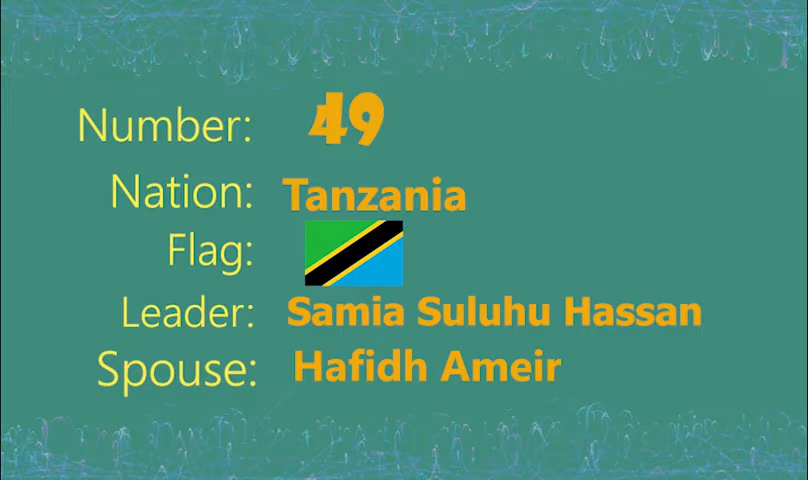 Number: 49
Nation: Tanzania
Flag:
Leader: Samia Suluhu Hassan
Spouse: Hafidh Ameir